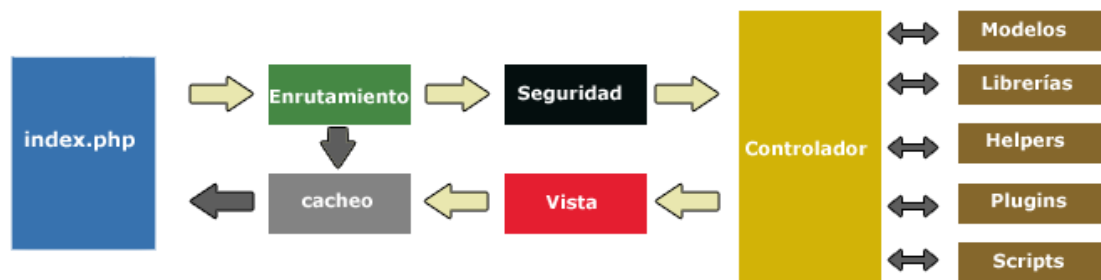 index.php
Enrutamiento
Seguridad
cacheo
Vista
Controlador
Modelos
Librerías
Helpers
Plugins
Scripts